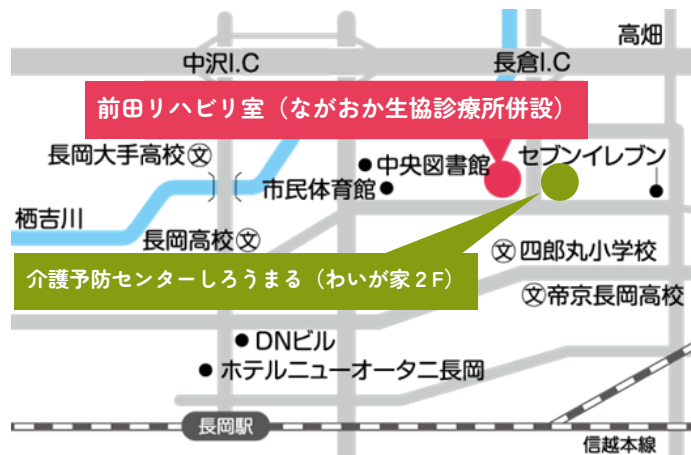 高畑
中沢I.C
長倉I.C
前田リハビリ室（ながおか生協診療所併設）
長岡大手高校文
中央図書館
セブンイレブン
市民体育館
栖吉川
長岡高校文
文四郎丸小学校
介護予防センターしろうまる（わいが家２F）
文帝京長岡高校
DNビル
ホテルニューオータニ長岡
長岡駅
信越本線